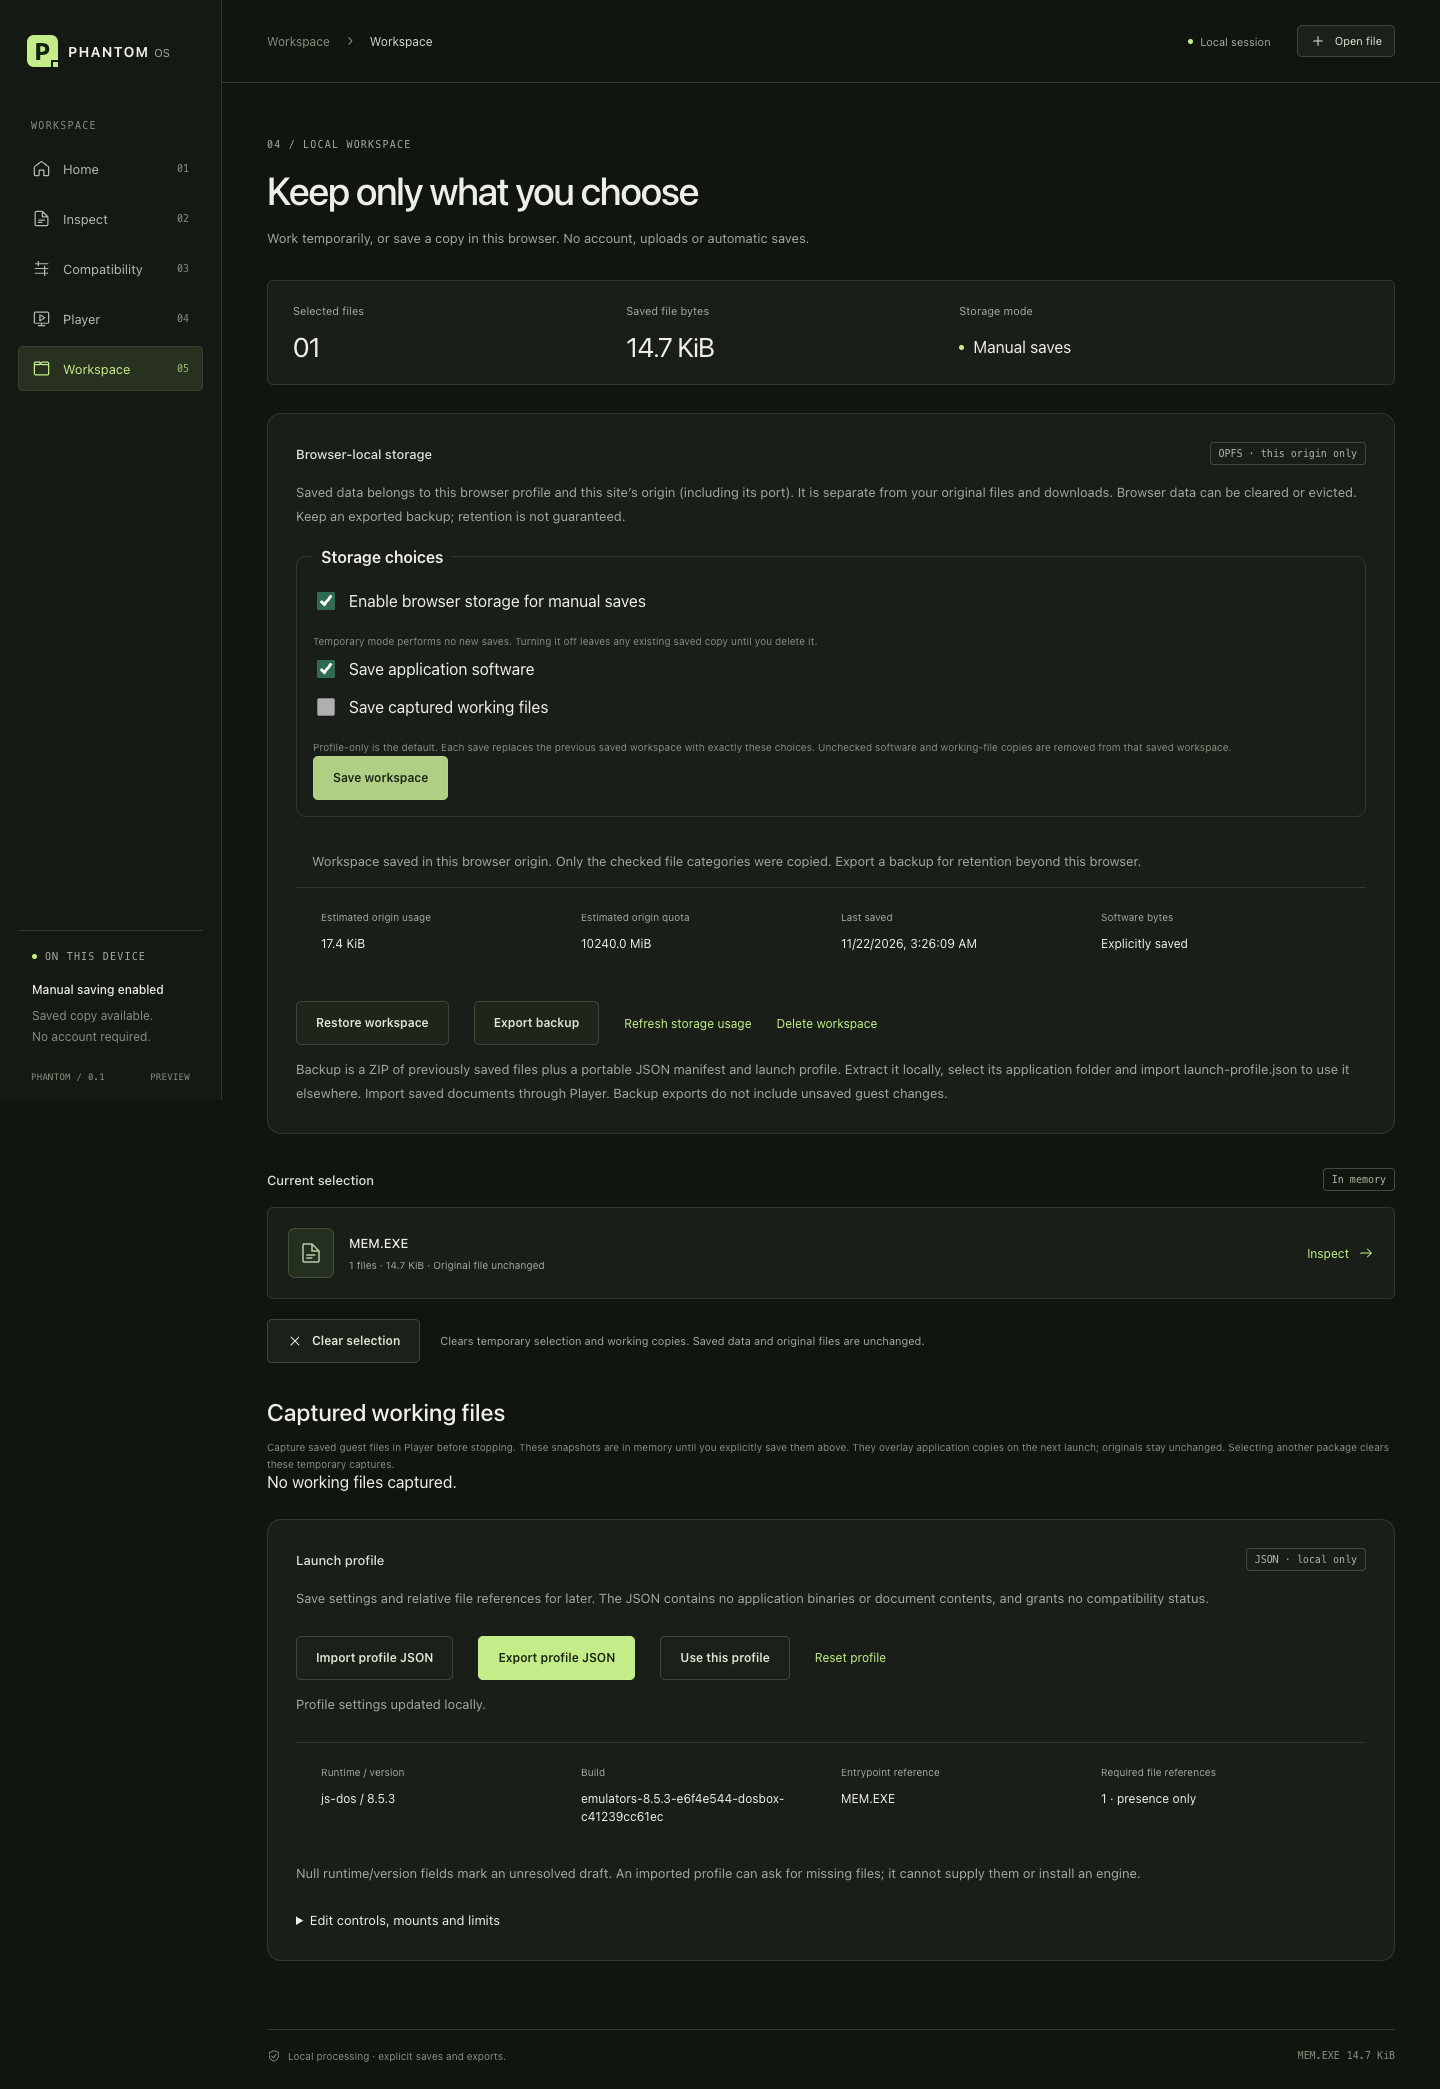 PHANTOM OS
WORKSPACE
Home 01
Inspect 02
Compatibility 03
Player 04
Workspace 05
ON THIS DEVICE
Manual saving enabled
Saved copy available.
No account required.
PHANTOM / 0.1 PREVIEW
Workspace > Workspace
Local session
+ Open file
04 / LOCAL WORKSPACE
Keep only what you choose
Work temporarily, or save a copy in this browser. No account, uploads or automatic saves.
Selected files
01
Saved file bytes
14.7 KiB
Storage mode
Manual saves
Browser-local storage
OPFS · this origin only
Saved data belongs to this browser profile and this site's origin (including its port). It is separate from your original files and downloads. Browser data can be cleared or evicted.
Keep an exported backup; retention is not guaranteed.
Storage choices
Enable browser storage for manual saves
Temporary mode performs no new saves. Turning it off leaves any existing saved copy until you delete it.
Save application software
Save captured working files
Profile-only is the default. Each save replaces the previous saved workspace with exactly these choices. Unchecked software and working-file copies are removed from that saved workspace.
Save workspace
Workspace saved in this browser origin. Only the checked file categories were copied. Export a backup for retention beyond this browser.
Estimated origin usage
17.4 KiB
Estimated origin quota
10240.0 MiB
Last saved
11/22/2026, 3:26:09 AM
Software bytes
Explicitly saved
Restore workspace
Export backup
Refresh storage usage
Delete workspace
Backup is a ZIP of previously saved files plus a portable JSON manifest and launch profile. Extract it locally, select its application folder and import launch-profile.json to use it
elsewhere. Import saved documents through Player. Backup exports do not include unsaved guest changes.
Current selection
In memory
MEM.EXE
1 files · 14.7 KiB · Original file unchanged
Inspect →
Clear selection
Clears temporary selection and working copies. Saved data and original files are unchanged.
Captured working files
Capture saved guest files in Player before stopping. These snapshots are in memory until you explicitly save them above. They overlay application copies on the next launch; originals stay unchanged. Selecting another package clears
these temporary captures.
No working files captured.
Launch profile
JSON · local only
Save settings and relative file references for later. The JSON contains no application binaries or document contents, and grants no compatibility status.
Import profile JSON
Export profile JSON
Use this profile
Reset profile
Profile settings updated locally.
Runtime / version
js-dos / 8.5.3
Build
emulators-8.5.3-e6f4e544-dosbox-
c41239cc61ec
Entrypoint reference
MEM.EXE
Required file references
1 · presence only
Null runtime/version fields mark an unresolved draft. An imported profile can ask for missing files; it cannot supply them or install an engine.
Edit controls, mounts and limits
Local processing · explicit saves and exports.
MEM.EXE 14.7 KiB